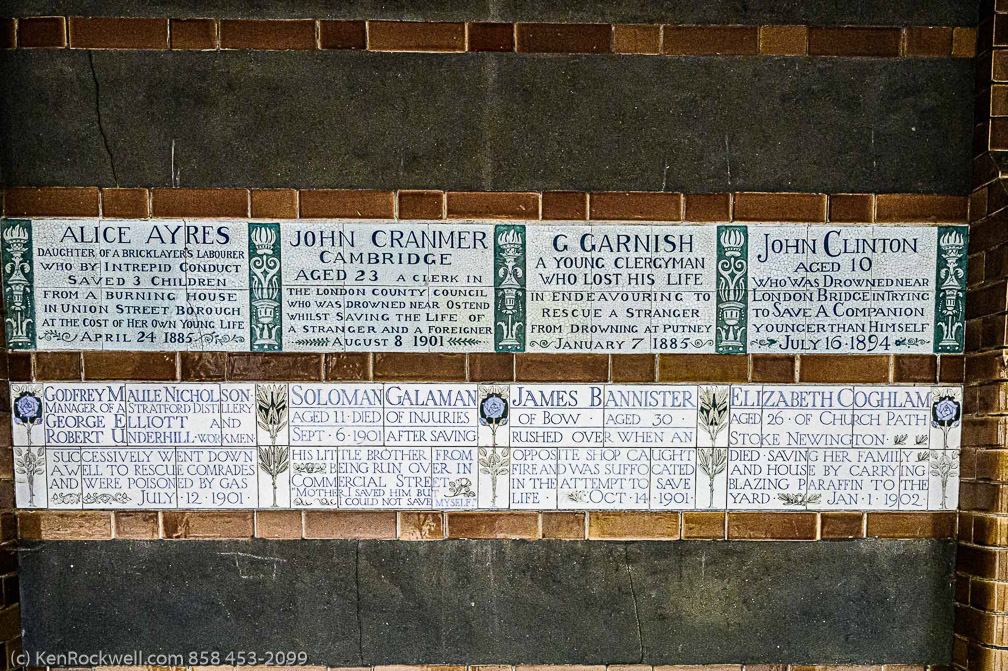 ALICE AYRES
DAUGHTER OF A BRICKLAYER'S LABOURER
WHO BY INTREPID CONDUCT
SAVED 3 CHILDREN
FROM A BURNING HOUSE
IN UNION STREET BOROUGH
AT THE COST OF HER OWN YOUNG LIFE
APRIL 24 1885
JOHN CRANMER
CAMBRIDGE
AGED 23 A CLERK IN
THE LONDON COUNTY COUNCIL
WHO WAS DROWNED NEAR OSTEND
WHILST SAVING THE LIFE OF
A STRANGER AND A FOREIGNER
AUGUST 8 1901
G GARNISH
A YOUNG CLERGYMAN
WHO LOST HIS LIFE
IN ENDEAVOURING TO
RESCUE A STRANGER
FROM DROWNING AT PUTNEY
JANUARY 7 1885
JOHN CLINTON
AGED 10
WHO WAS DROWNED NEAR
LONDON BRIDGE IN TRYING
TO SAVE A COMPANION
YOUNGER THAN HIMSELF
JULY 16·1894
GODFREY MAULE NICHOLSON·
MANAGER OF A STRATFORD DISTILLERY
GEORGE ELLIOTT AND
ROBERT UNDERHILL·WORKMEN
SUCCESSIVELY WENT DOWN
A WELL TO RESCUE COMRADES
AND WERE POISONED BY GAS
JULY·12·1901
SOLOMAN GALAMAN
AGED 11·DIED OF INJURIES
SEPT·6·1901 AFTER SAVING
HIS LITTLE BROTHER FROM
BEING RUN OVER IN
COMMERCIAL STREET
"MOTHER I SAVED HIM BUT I
COULD NOT SAVE MYSELF."
JAMES BANNISTER
OF BOW · AGED 30
RUSHED OVER WHEN AN
OPPOSITE SHOP CAUGHT
FIRE AND WAS SUFFOCATED
IN THE ATTEMPT TO SAVE
LIFE · OCT·14·1901
ELIZABETH COGHLAM
AGED 26·OF CHURCH PATH
STOKE NEWINGTON·
DIED SAVING HER FAMILY
AND HOUSE BY CARRYING
BLAZING PARAFFIN TO THE
YARD · JAN·1·1902·
(c) KenRockwell.com 858 453-2099